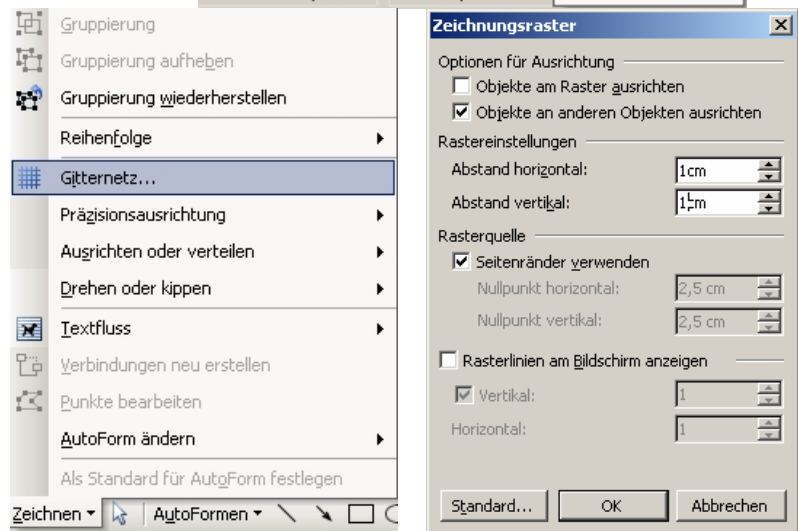 Gruppierung
Gruppierung aufheben
Gruppierung wiederherstellen
Reihenfolge
Gitternetz...
Präzisionsausrichtung
Ausrichten oder verteilen
Drehen oder kippen
Textfluss
Verbindungen neu erstellen
Punkte bearbeiten
AutoForm ändern
Als Standard für AutoForm festlegen
Zeichnen
AutoFormen
Zeichnungsraster
Optionen für Ausrichtung
Objekte am Raster ausrichten
Objekte an anderen Objekten ausrichten
Rastereinstellungen
Abstand horizontal: 1cm
Abstand vertikal: 1cm
Rasterquelle
Seitenränder verwenden
Nullpunkt horizontal: 2,5 cm
Nullpunkt vertikal: 2,5 cm
Rasterlinien am Bildschirm anzeigen
Vertikal: 1
Horizontal: 1
Standard... OK Abbrechen